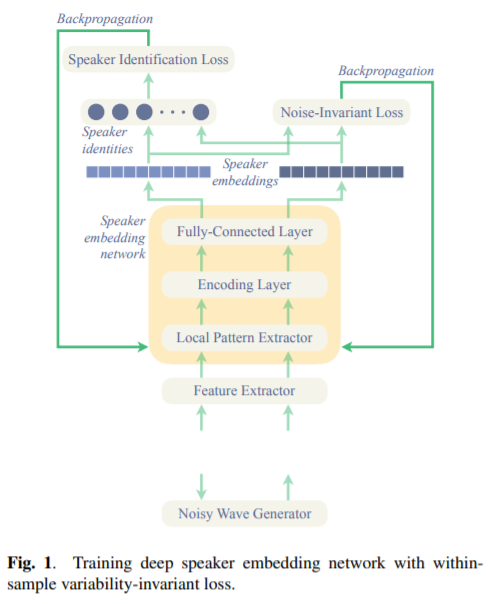 Backpropagation
Speaker Identification Loss
Backpropagation
Noise-Invariant Loss
Speaker
identities
Speaker
embeddings
Speaker
embedding
network
Fully-Connected Layer
Encoding Layer
Local Pattern Extractor
Feature Extractor
Noisy Wave Generator
Fig. 1. Training deep speaker embedding network with within-
sample variability-invariant loss.